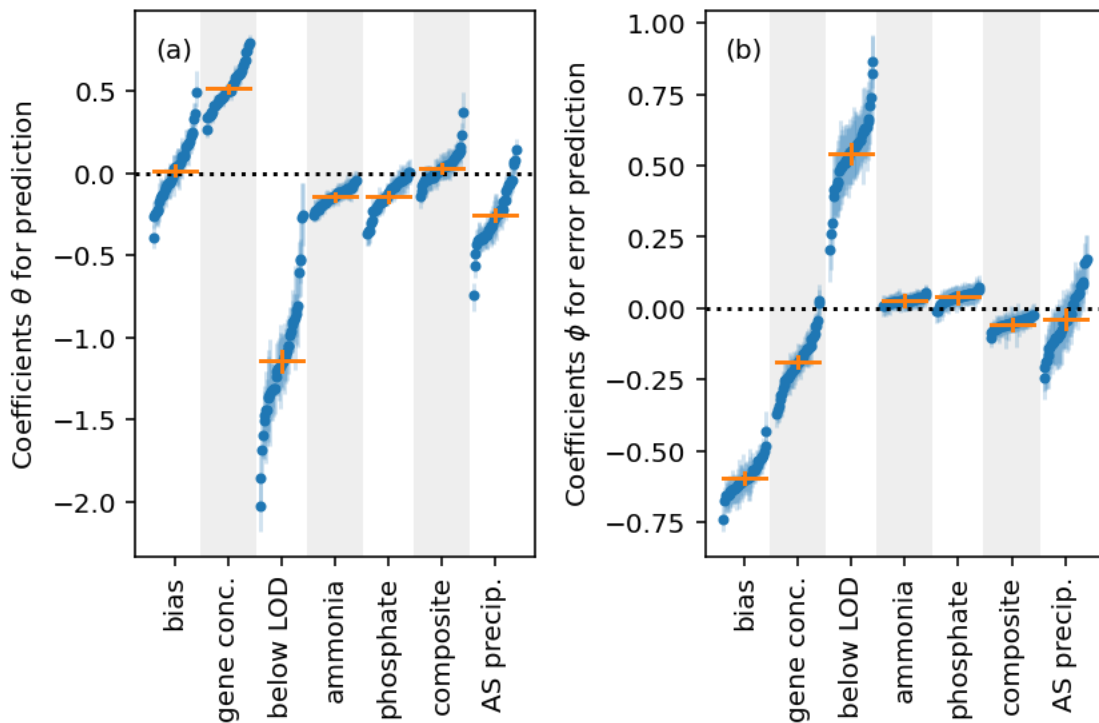 (a)
Coefficients θ for prediction
0.5
0.0
−0.5
−1.0
−1.5
−2.0
bias
gene conc.
below LOD
ammonia
phosphate
composite
AS precip.
(b)
Coefficients ϕ for error prediction
1.00
0.75
0.50
0.25
0.00
−0.25
−0.50
−0.75
bias
gene conc.
below LOD
ammonia
phosphate
composite
AS precip.